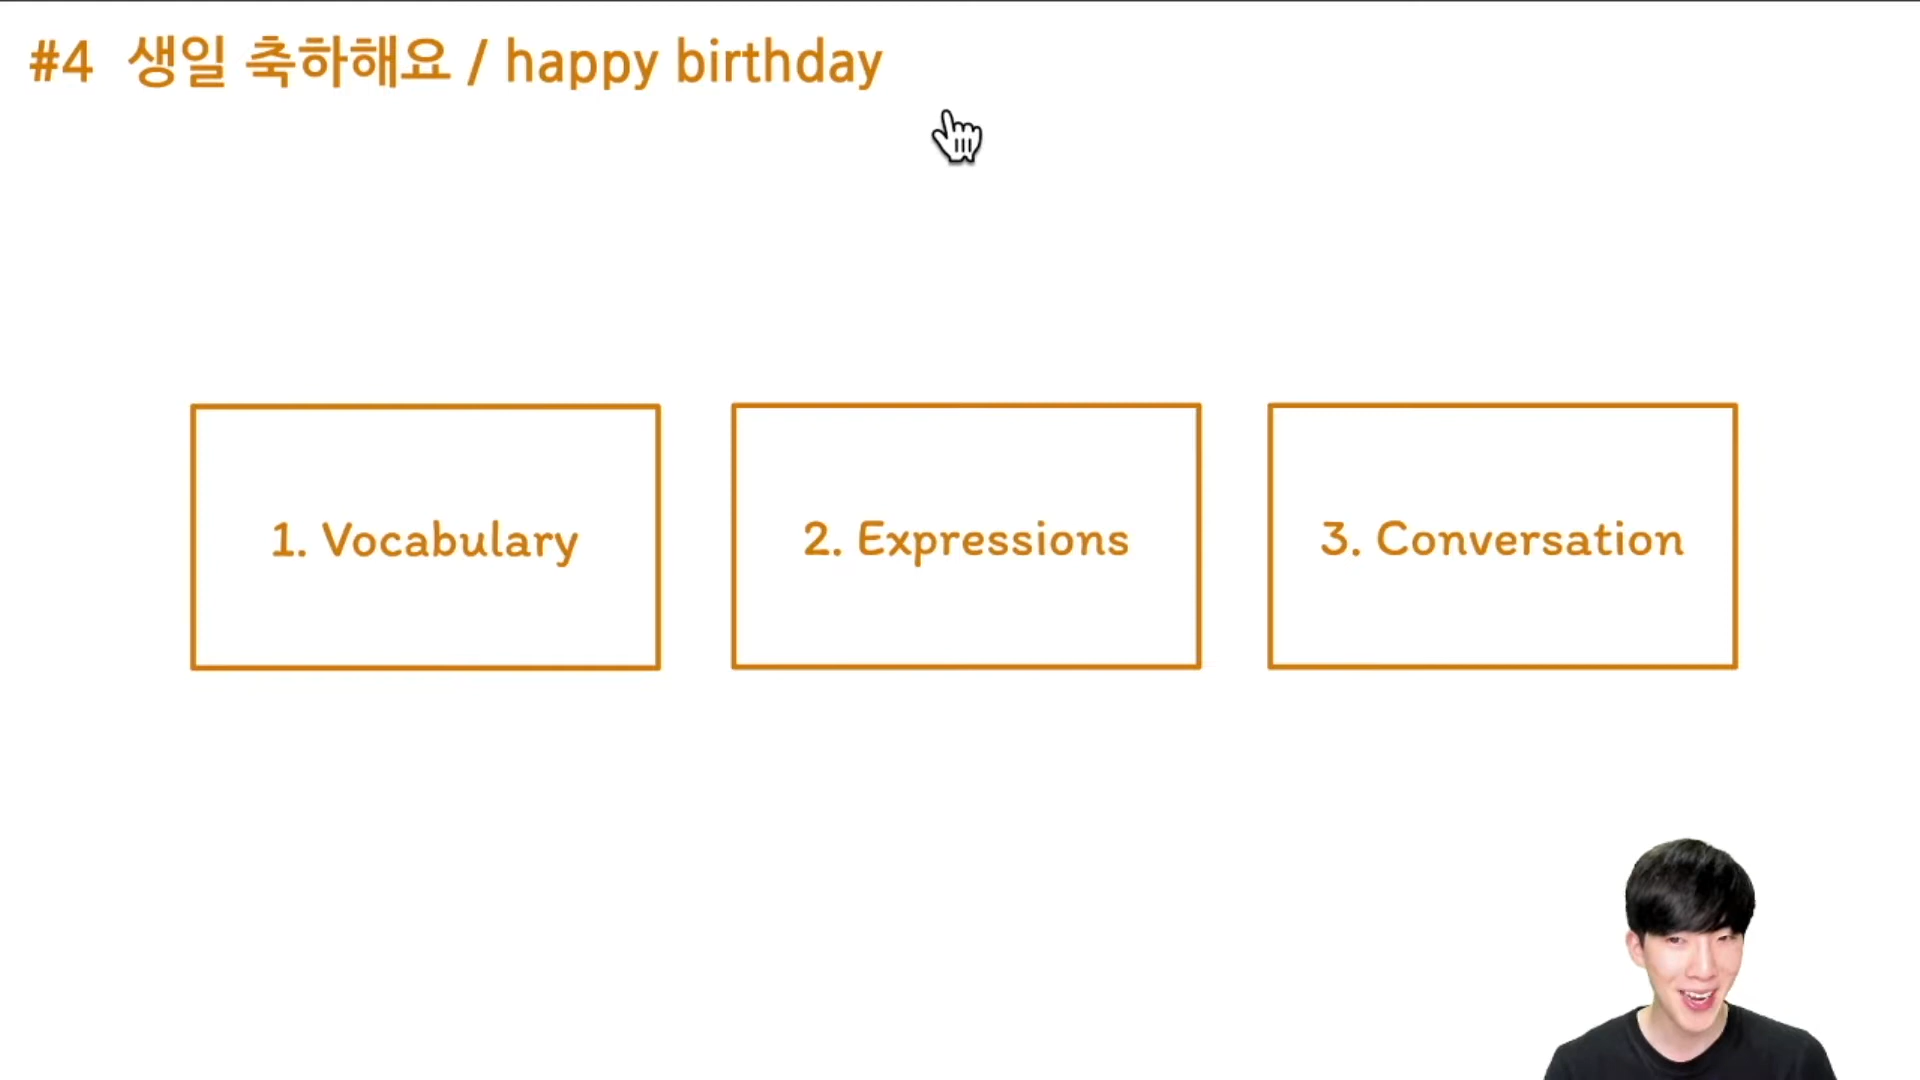 #4 생일 축하해요 / happy birthday
1. Vocabulary
2. Expressions
3. Conversation